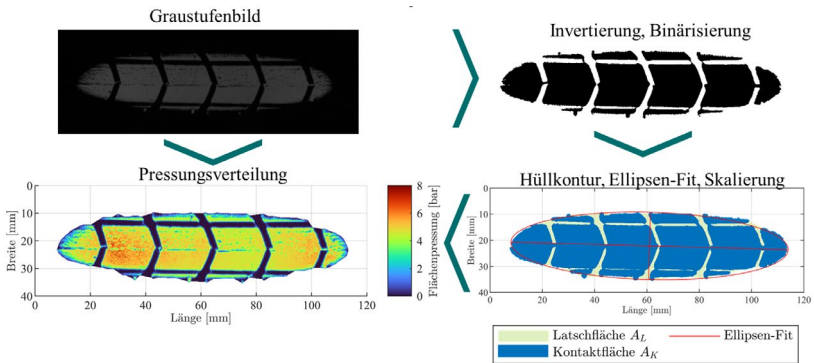 Graustufenbild
Invertierung, Binärisierung
Pressungsverteilung
0
10
20
30
40
Breite [mm]
0 20 40 60 80 100 120
Länge [mm]
8
6
4
2
0
Flächenpressung [bar]
Hüllkontur, Ellipsen-Fit, Skalierung
0
10
20
30
40
Breite [mm]
0 20 40 60 80 100 120
Länge [mm]
Latschfläche A_L
Ellipsen-Fit
Kontaktfläche A_K